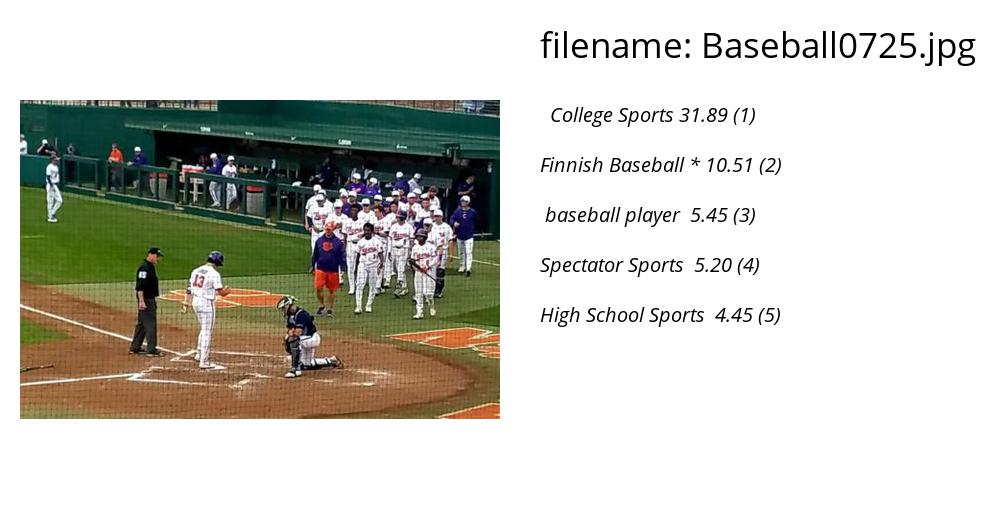 filename: Baseball0725.jpg
College Sports 31.89 (1)
Finnish Baseball * 10.51 (2)
baseball player 5.45 (3)
Spectator Sports 5.20 (4)
High School Sports 4.45 (5)
13